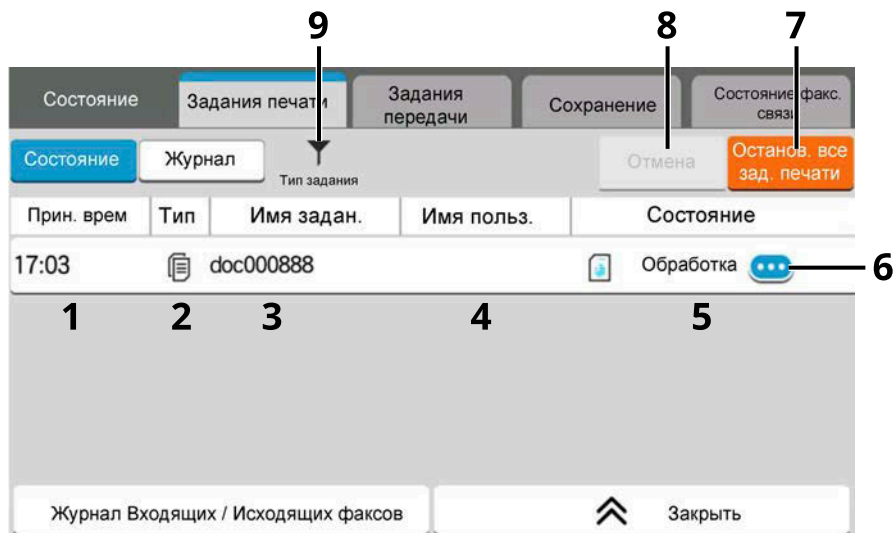 9 8 7
Состояние Задания печати Задания передачи Сохранение Состояние факс. связи
Состояние Журнал Тип задания Отмена Останов. все зад. печати
Прин. врем Тип Имя задан. Имя польз. Состояние
17:03 doc000888 Обработка 6
1 2 3 4 5
Журнал Входящих / Исходящих факсов Закрыть